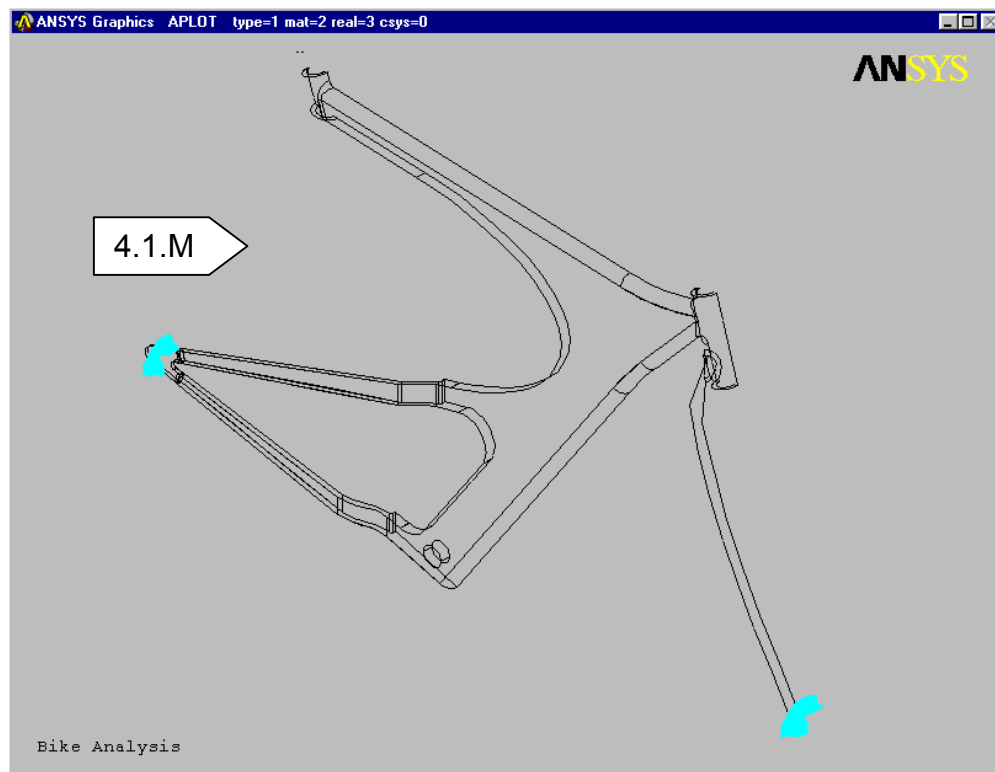 ANSYS Graphics APLOT type=1 mat=2 real=3 csys=0
ANSYS
4.1.M
Bike Analysis